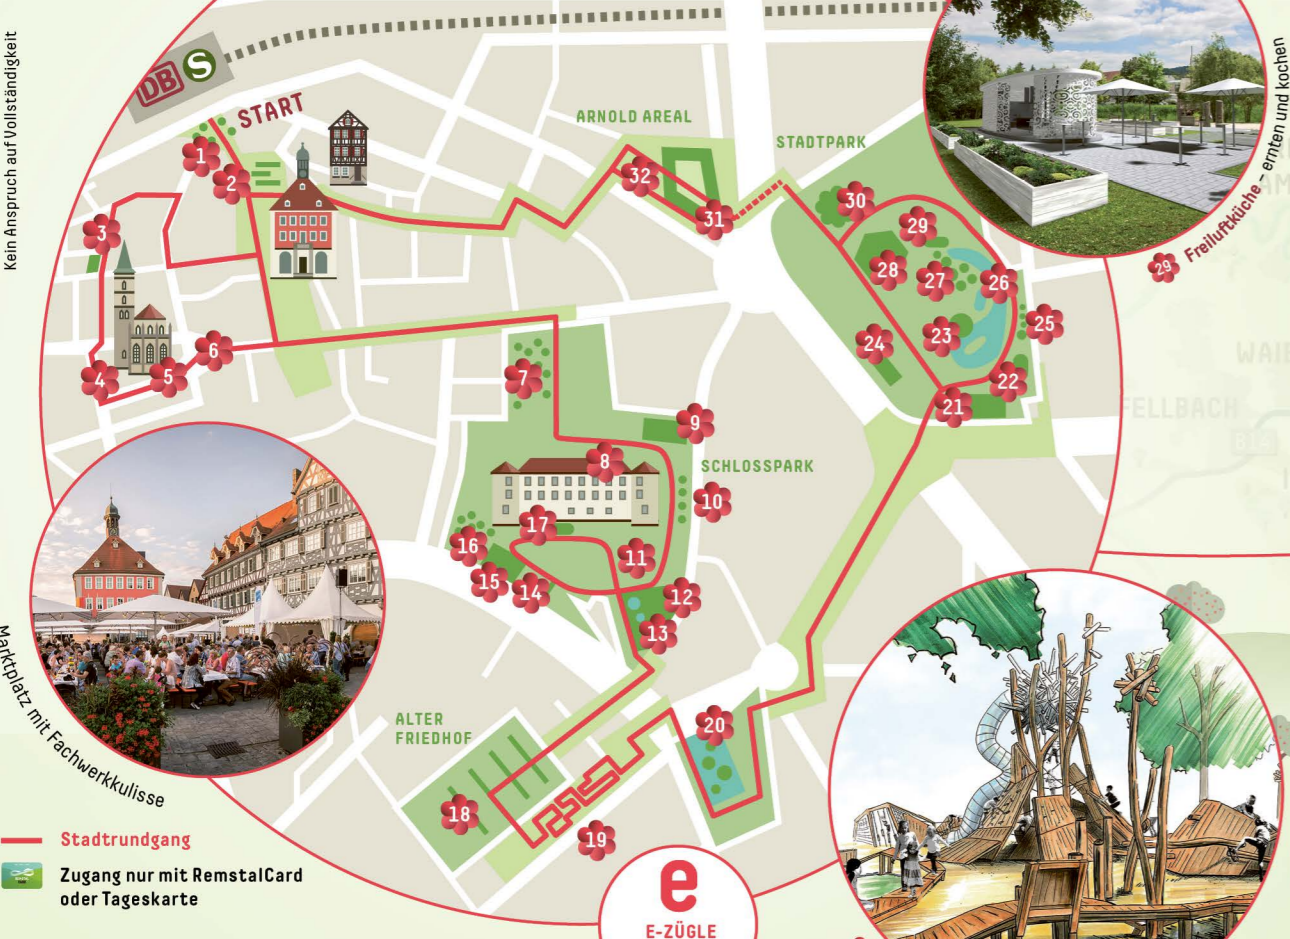 Kein Anspruch auf Vollständigkeit
DB
S
START
ARNOLD AREAL
STADTPARK
1
2
3
4
5
6
7
8
9
10
11
12
13
14
15
16
17
18
19
20
21
22
23
24
25
26
27
28
29
30
31
32
SCHLOSSPARK
ALTER
FRIEDHOF
29 Freiluftküche – ernten und kochen
FELLBACH
B14
Marktplatz mit Fachwerkkulisse
Stadtrundgang
Zugang nur mit RemstalCard
oder Tageskarte
e
E-ZÜGLE